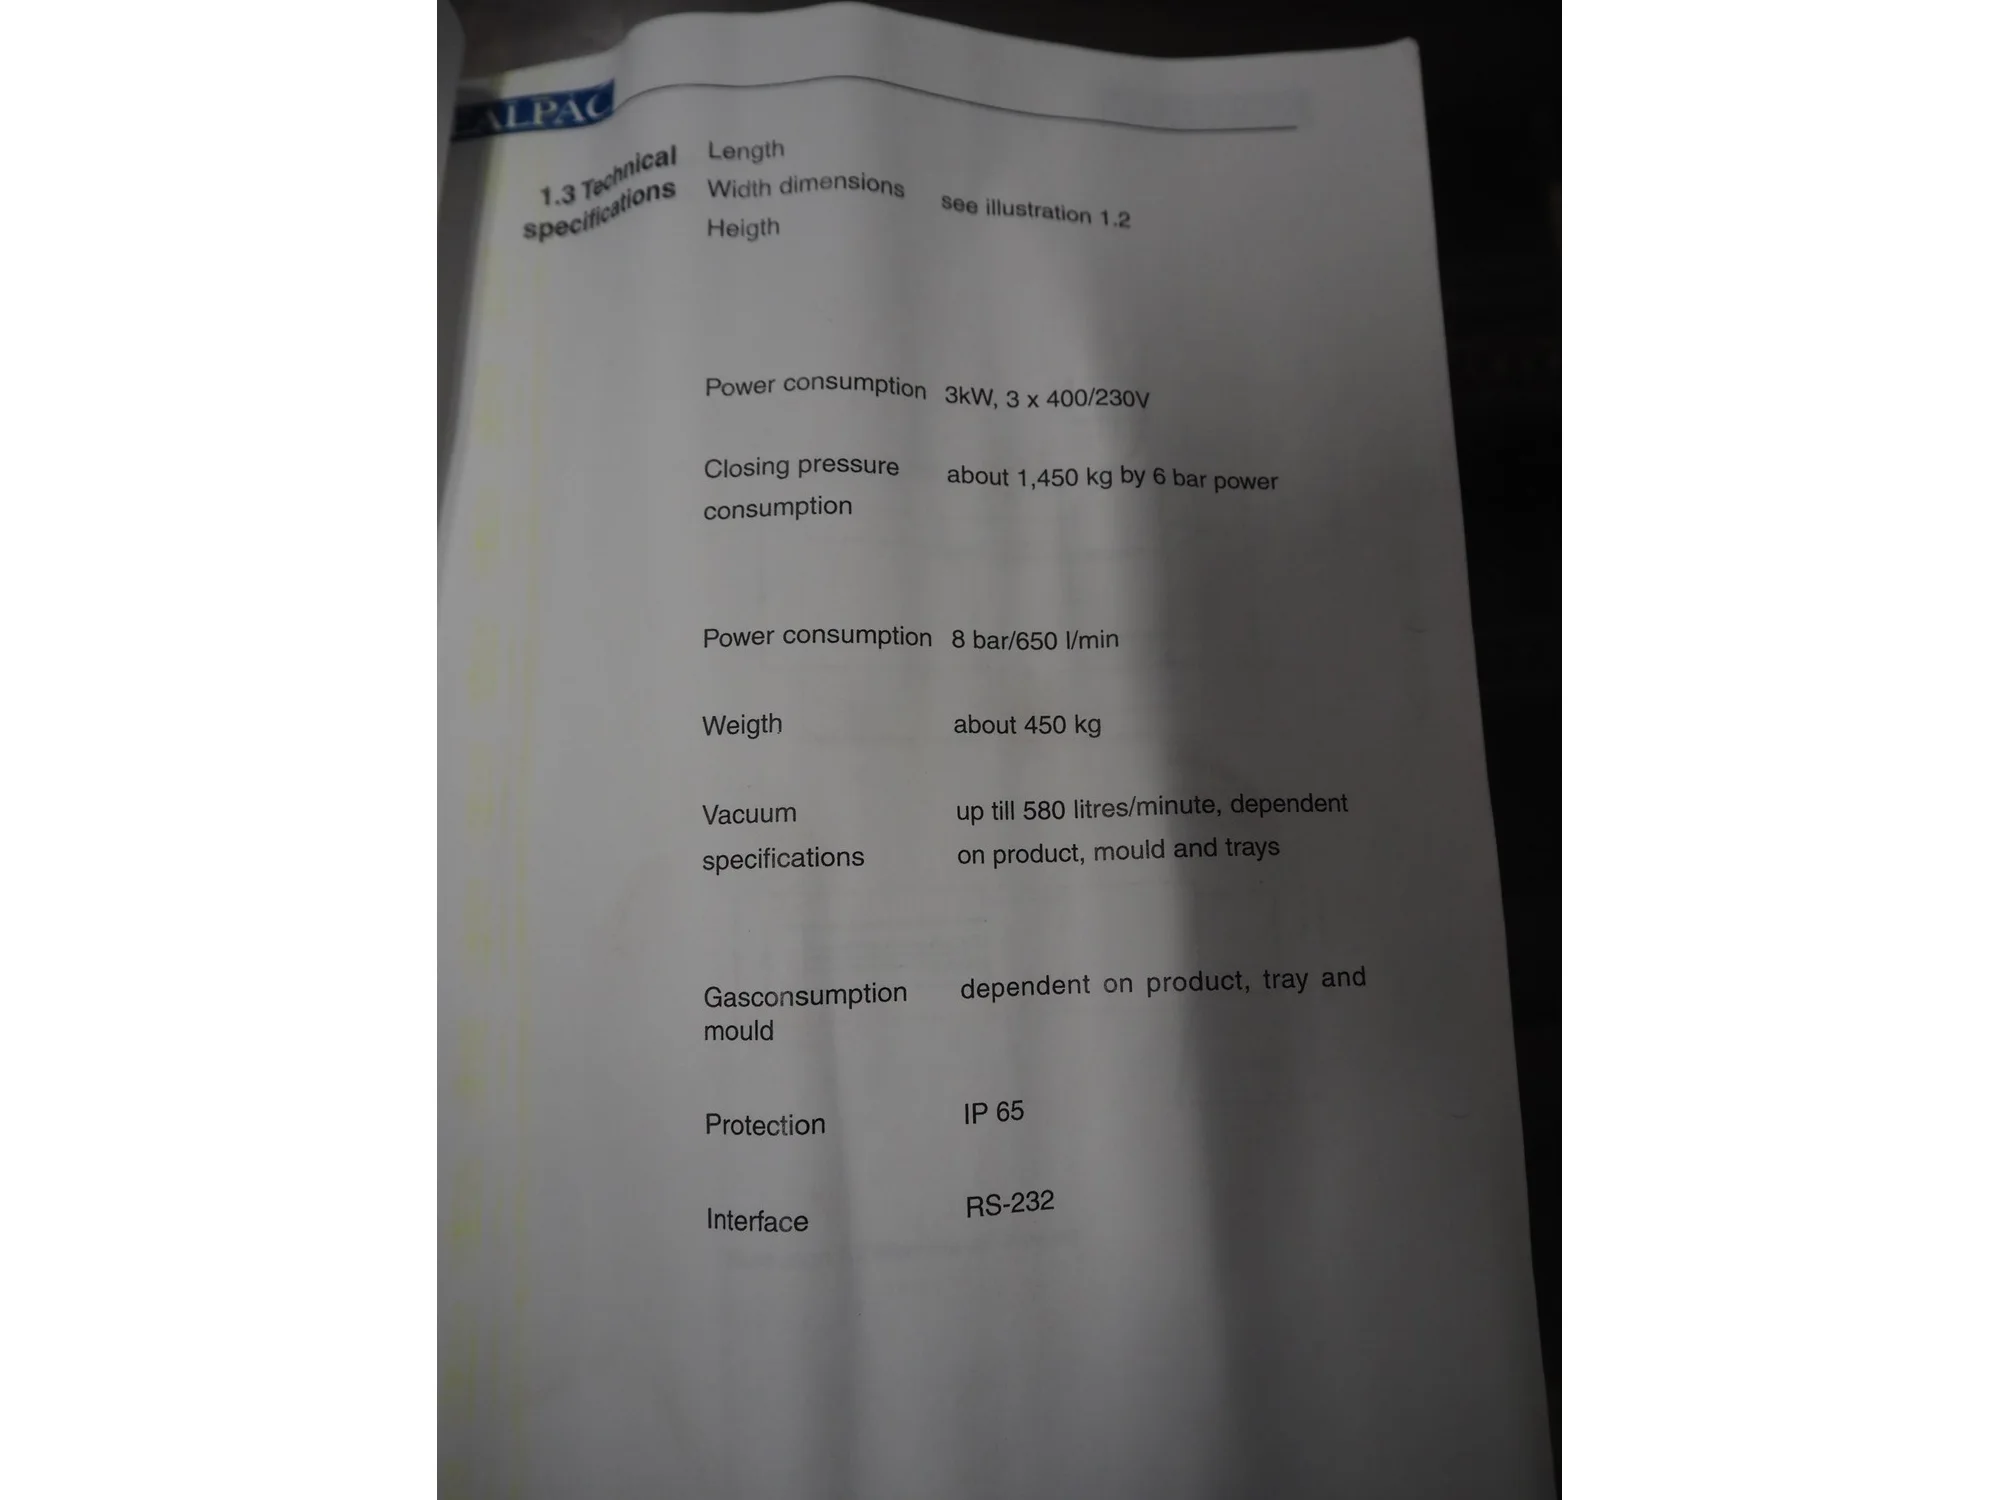 ALPAC
1.3 Technical
specifications
Length
Width dimensions see illustration 1.2
Heigth
Power consumption 3kW, 3 x 400/230V
Closing pressure about 1,450 kg by 6 bar power
consumption
Power consumption 8 bar/650 l/min
Weigth about 450 kg
Vacuum up till 580 litres/minute, dependent
specifications on product, mould and trays
Gasconsumption dependent on product, tray and
mould
Protection IP 65
Interface RS-232